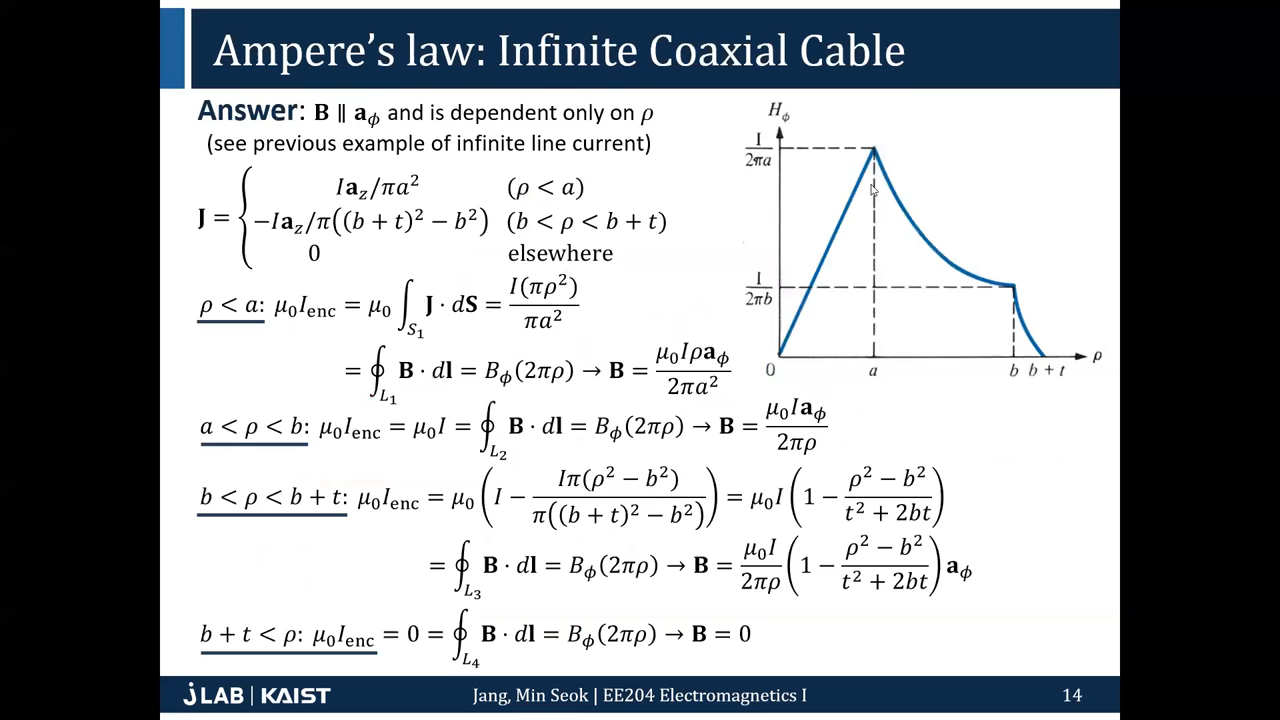 Ampere's law: Infinite Coaxial Cable
Answer: B ∥ a_ϕ and is dependent only on ρ
(see previous example of infinite line current)
J = { Ia_z/πa² (ρ < a)
−Ia_z/π((b + t)² − b²) (b < ρ < b + t)
0 elsewhere
ρ < a: μ₀I_enc = μ₀ ∫_{S₁} J · dS = I(πρ²)/πa²
= ∮_{L₁} B · dl = B_ϕ(2πρ) → B = μ₀Iρa_ϕ/2πa²
a < ρ < b: μ₀I_enc = μ₀I = ∮_{L₂} B · dl = B_ϕ(2πρ) → B = μ₀Ia_ϕ/2πρ
b < ρ < b + t: μ₀I_enc = μ₀(I − Iπ(ρ² − b²)/π((b + t)² − b²)) = μ₀I(1 − (ρ² − b²)/(t² + 2bt))
= ∮_{L₃} B · dl = B_ϕ(2πρ) → B = μ₀I/2πρ (1 − (ρ² − b²)/(t² + 2bt)) a_ϕ
b + t < ρ: μ₀I_enc = 0 = ∮_{L₄} B · dl = B_ϕ(2πρ) → B = 0
H_ϕ
I/2πa
I/2πb
0 a b b + t ρ
jLAB | KAIST
Jang, Min Seok | EE204 Electromagnetics I
14